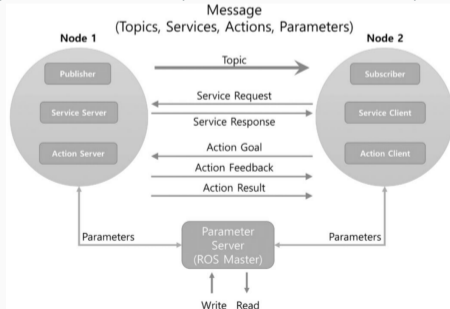 Message
(Topics, Services, Actions, Parameters)
Node 1
Node 2
Publisher
Topic
Subscriber
Service Request
Service Server
Service Client
Service Response
Action Goal
Action Server
Action Client
Action Feedback
Action Result
Parameters
Parameter
Server
(ROS Master)
Parameters
Write Read